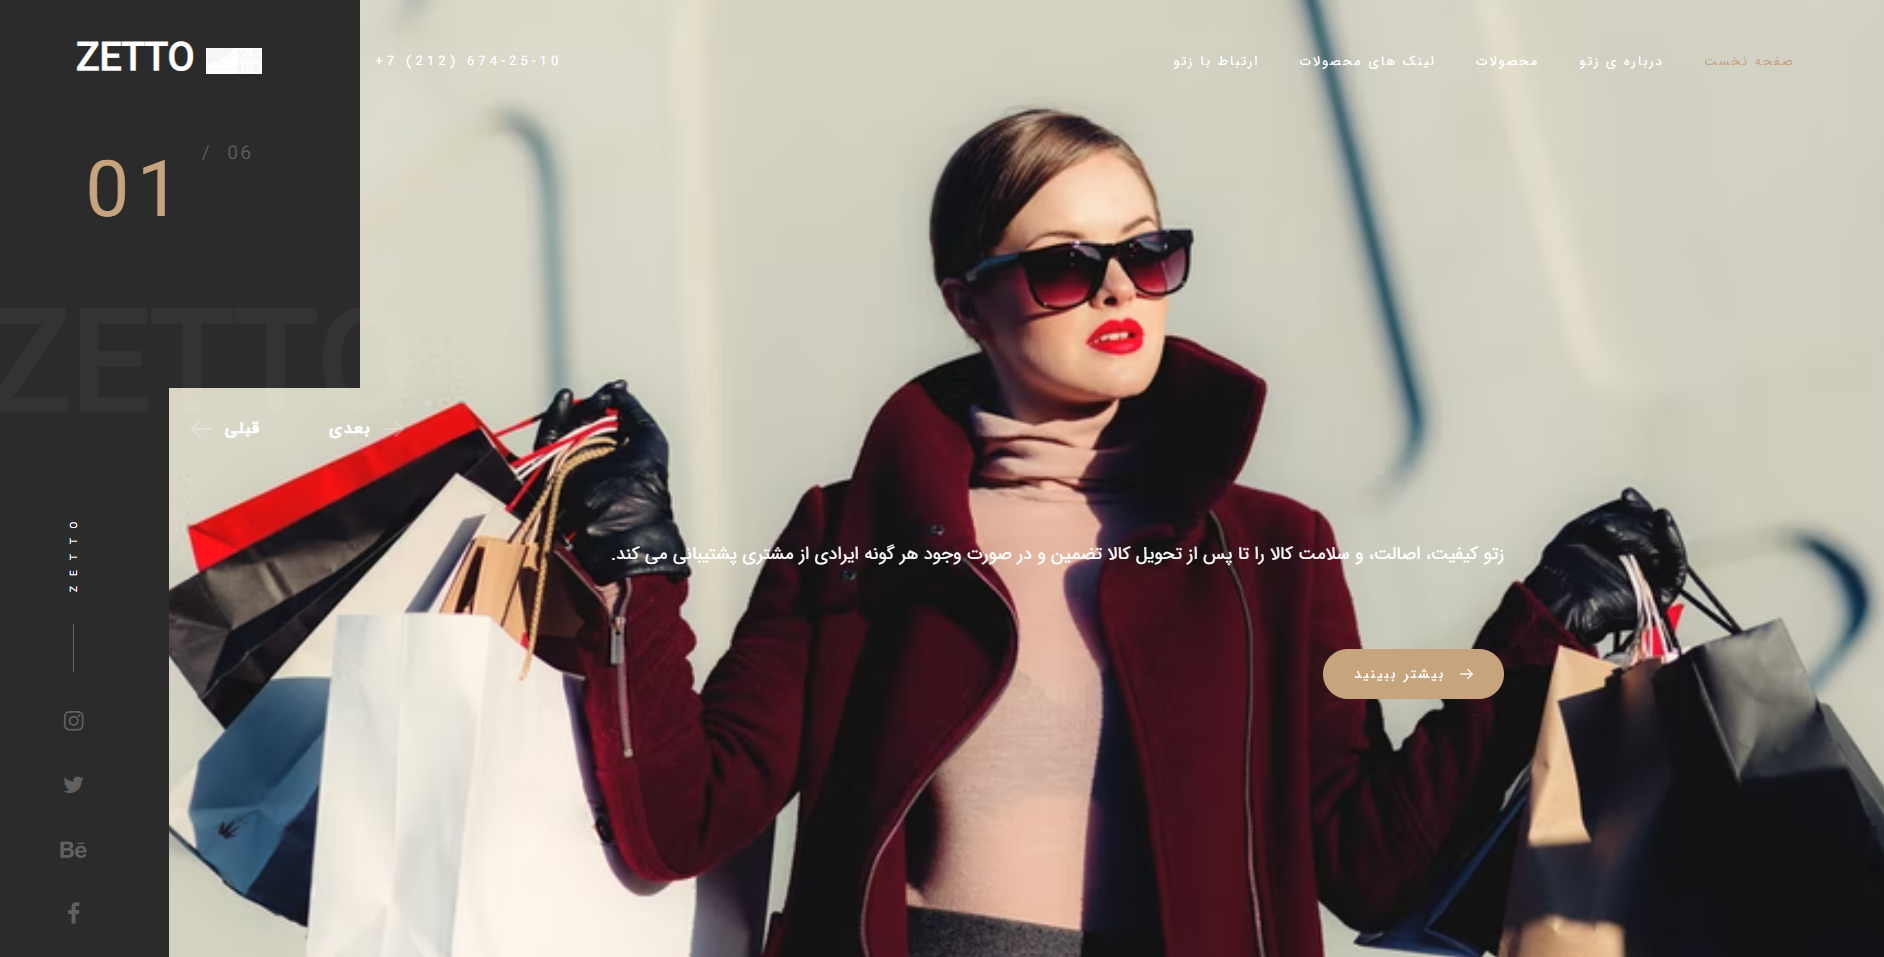 ZETTO
+7 (212) 674-25-10
صفحه نخست
درباره ی زتو
محصولات
لینک های محصولات
ارتباط با زتو
01 / 06
ZETTO
قبلی
بعدی
زتو کیفیت، اصالت، و سلامت کالا را تا پس از تحویل کالا تضمین و در صورت وجود هر گونه ایرادی از مشتری پشتیبانی می کند.
بیشتر ببینید
ZETTO
Bē